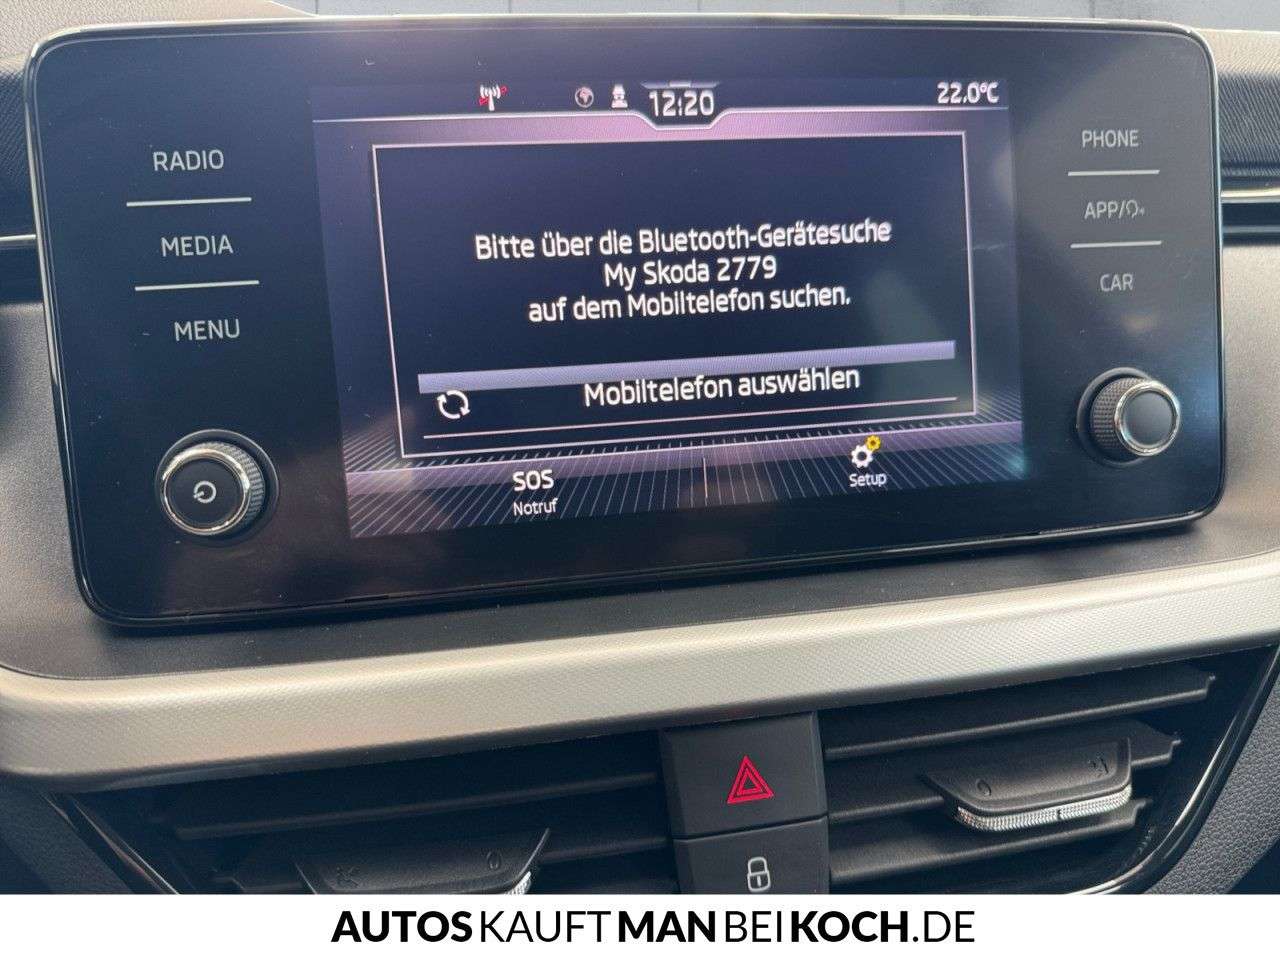 12:20
22.0°C
RADIO
MEDIA
MENU
PHONE
APP/
CAR
Bitte über die Bluetooth-Gerätesuche
My Skoda 2779
auf dem Mobiltelefon suchen.
Mobiltelefon auswählen
SOS
Notruf
Setup
AUTOSKAUFTMANBEIKOCH.DE